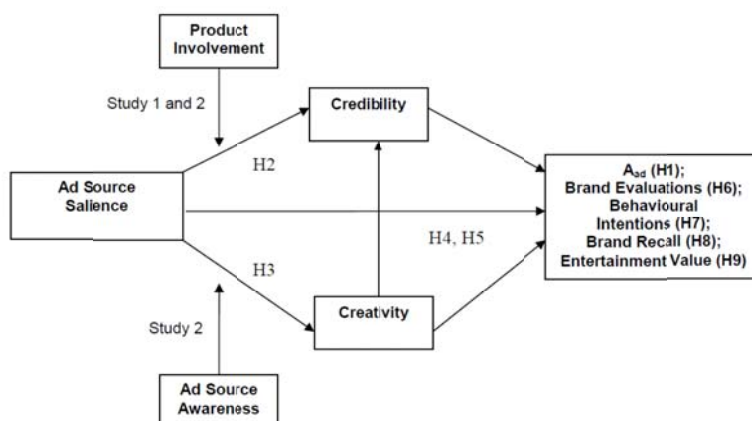 Product
Involvement
Study 1 and 2
Credibility
H2
Ad Source
Salience
A_ad (H1);
Brand Evaluations (H6);
Behavioural
Intentions (H7);
Brand Recall (H8);
Entertainment Value (H9)
H4, H5
H3
Creativity
Study 2
Ad Source
Awareness